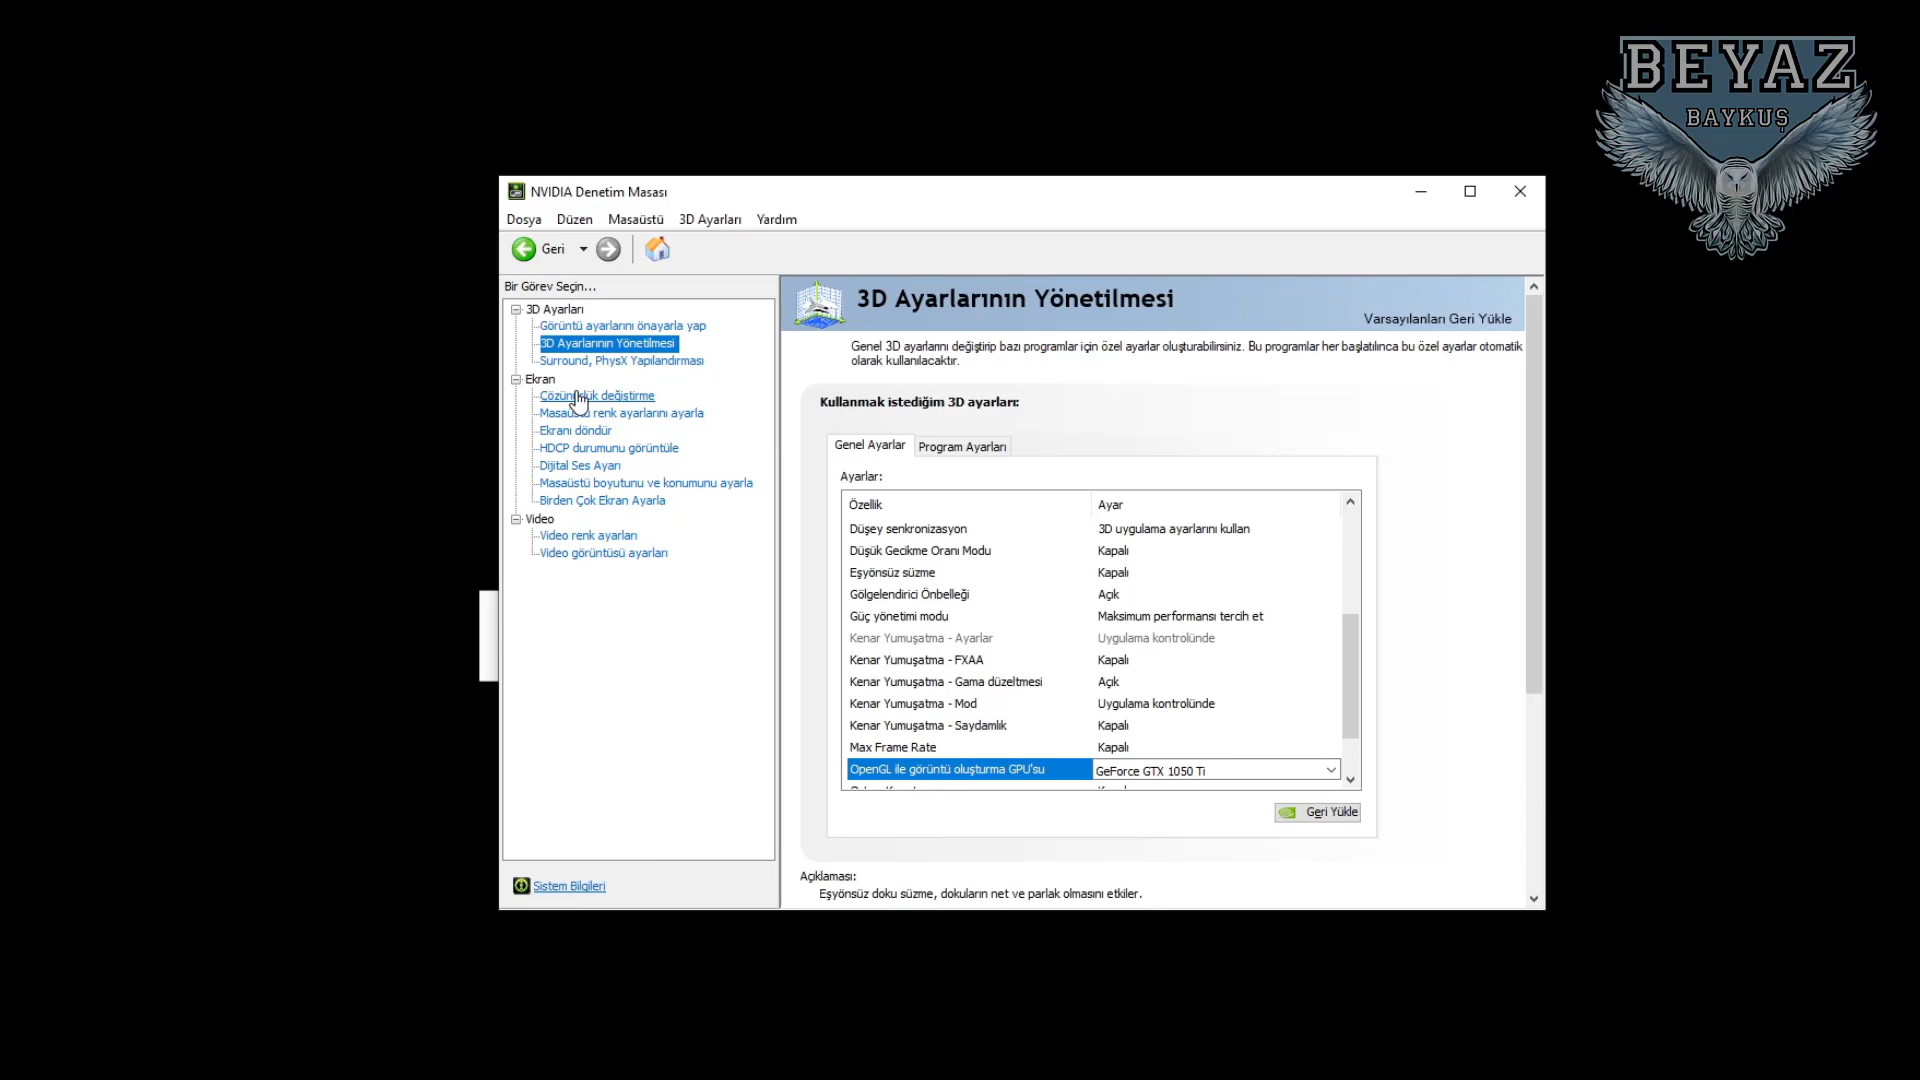 BEYAZ
BAYKUŞ
NVIDIA Denetim Masası
Dosya Düzen Masaüstü 3D Ayarları Yardım
Geri
Bir Görev Seçin...
3D Ayarları
Görüntü ayarlarını önayarla yap
3D Ayarlarının Yönetilmesi
Surround, PhysX Yapılandırması
Ekran
Çözünürlük değiştirme
Masaüstü renk ayarlarını ayarla
Ekranı döndür
HDCP durumunu görüntüle
Dijital Ses Ayarı
Masaüstü boyutunu ve konumunu ayarla
Birden Çok Ekran Ayarla
Video
Video renk ayarları
Video görüntüsü ayarları
Sistem Bilgileri
3D Ayarlarının Yönetilmesi
Varsayılanları Geri Yükle
Genel 3D ayarlarını değiştirip bazı programlar için özel ayarlar oluşturabilirsiniz. Bu programlar her başlatılınca bu özel ayarlar otomatik
olarak kullanılacaktır.
Kullanmak istediğim 3D ayarları:
Genel Ayarlar Program Ayarları
Ayarlar:
Özellik Ayar
Düşey senkronizasyon 3D uygulama ayarlarını kullan
Düşük Gecikme Oranı Modu Kapalı
Eşyönsüz süzme Kapalı
Gölgelendirici Önbelleği Açık
Güç yönetimi modu Maksimum performansı tercih et
Kenar Yumuşatma - Ayarlar Uygulama kontrolünde
Kenar Yumuşatma - FXAA Kapalı
Kenar Yumuşatma - Gama düzeltmesi Açık
Kenar Yumuşatma - Mod Uygulama kontrolünde
Kenar Yumuşatma - Saydamlık Kapalı
Max Frame Rate Kapalı
OpenGL ile görüntü oluşturma GPU'su GeForce GTX 1050 Ti
Geri Yükle
Açıklaması:
Eşyönsüz doku süzme, dokuların net ve parlak olmasını etkiler.